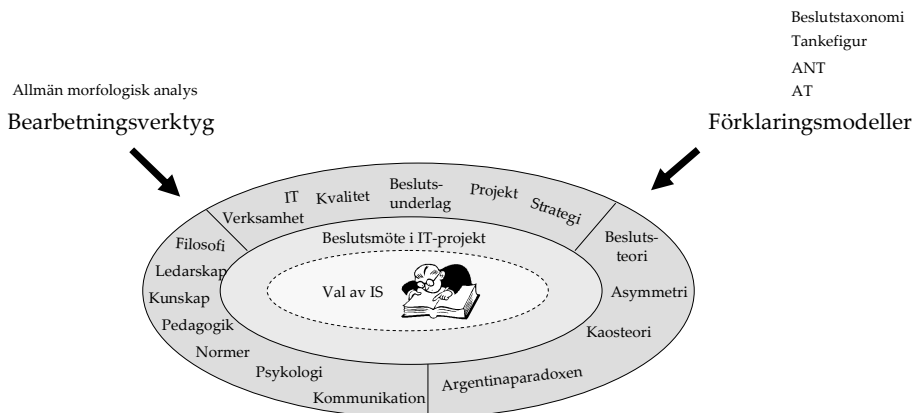 Beslutstaxonomi
Tankefigur
ANT
AT
Allmän morfologisk analys
Bearbetningsverktyg
Förklaringsmodeller
IT
Kvalitet
Besluts-
underlag
Projekt
Strategi
Verksamhet
Filosofi
Ledarskap
Kunskap
Pedagogik
Normer
Psykologi
Kommunikation
Besluts-
teori
Asymmetri
Kaosteori
Argentinaparadoxen
Beslutsmöte i IT-projekt
Val av IS